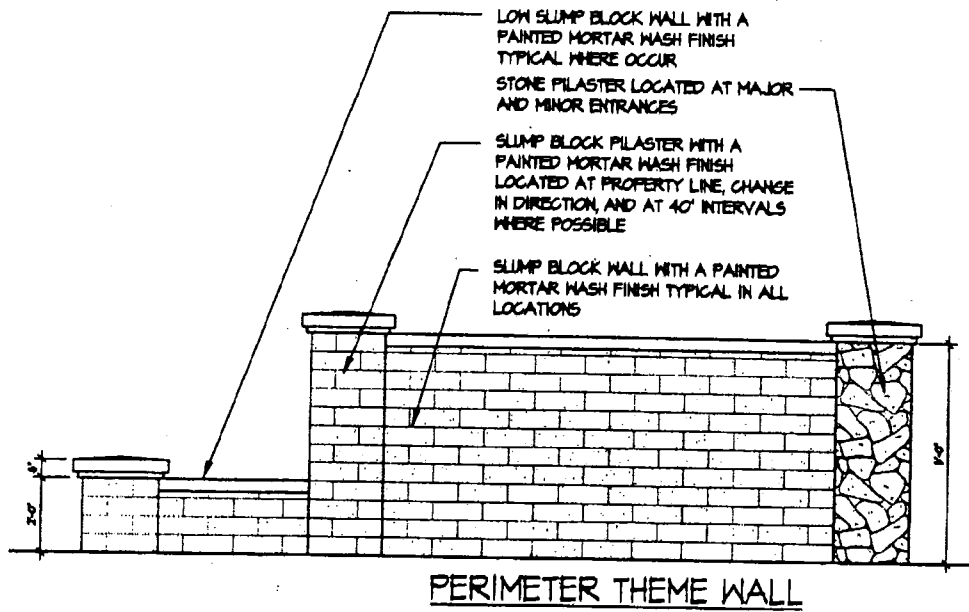 LOW SLUMP BLOCK WALL WITH A
PAINTED MORTAR WASH FINISH
TYPICAL WHERE OCCUR
STONE PILASTER LOCATED AT MAJOR
AND MINOR ENTRANCES
SLUMP BLOCK PILASTER WITH A
PAINTED MORTAR WASH FINISH
LOCATED AT PROPERTY LINE, CHANGE
IN DIRECTION, AND AT 40' INTERVALS
WHERE POSSIBLE
SLUMP BLOCK WALL WITH A PAINTED
MORTAR WASH FINISH TYPICAL IN ALL
LOCATIONS
2'-0"
PERIMETER THEME WALL